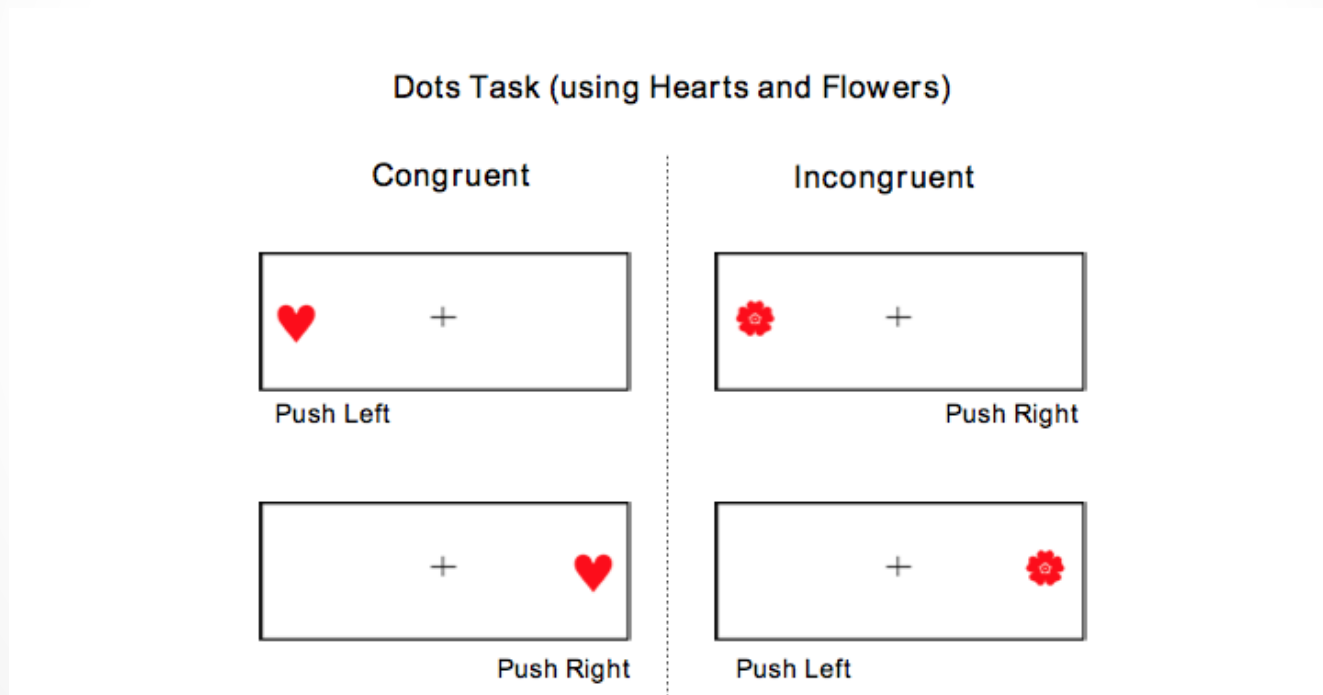 Dots Task (using Hearts and Flowers)
Congruent
Incongruent
Push Left
Push Right
Push Right
Push Left